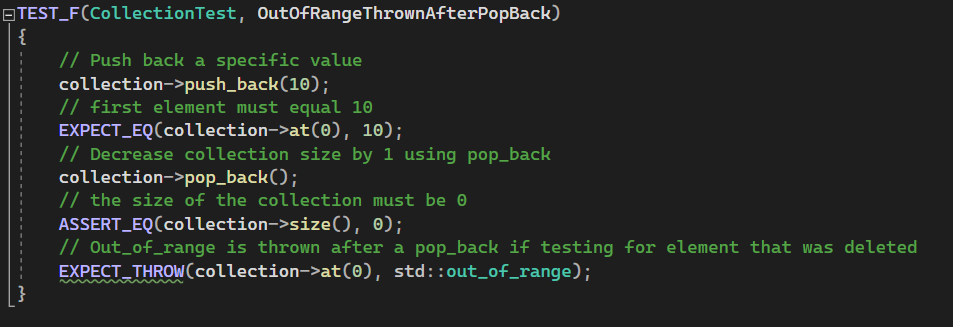 TEST_F(CollectionTest, OutOfRangeThrownAfterPopBack)
{
    // Push back a specific value
    collection->push_back(10);
    // first element must equal 10
    EXPECT_EQ(collection->at(0), 10);
    // Decrease collection size by 1 using pop_back
    collection->pop_back();
    // the size of the collection must be 0
    ASSERT_EQ(collection->size(), 0);
    // Out_of_range is thrown after a pop_back if testing for element that was deleted
    EXPECT_THROW(collection->at(0), std::out_of_range);
}